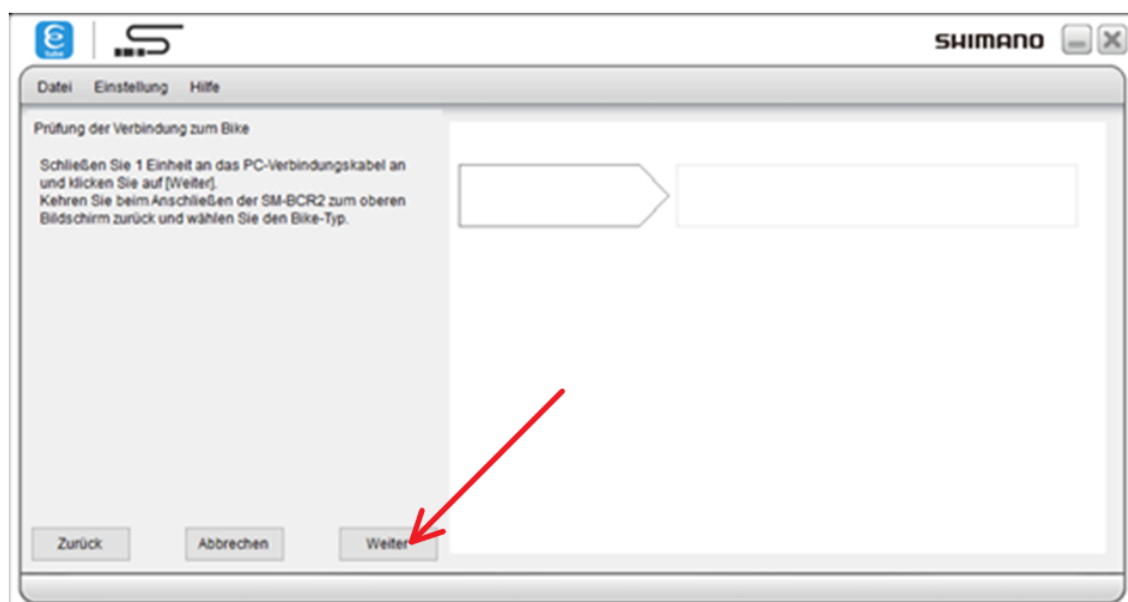 SHIMANO
Datei Einstellung Hilfe
Prüfung der Verbindung zum Bike
Schließen Sie 1 Einheit an das PC-Verbindungskabel an
und klicken Sie auf [Weiter].
Kehren Sie beim Anschließen der SM-BCR2 zum oberen
Bildschirm zurück und wählen Sie den Bike-Typ.
Zurück Abbrechen Weiter